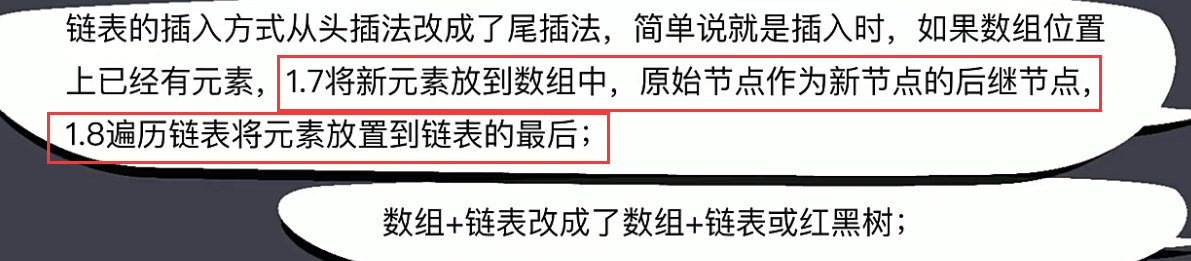 链表的插入方式从头插法改成了尾插法，简单说就是插入时，如果数组位置
上已经有元素，1.7将新元素放到数组中，原始节点作为新节点的后继节点，
1.8遍历链表将元素放置到链表的最后；
数组+链表改成了数组+链表或红黑树；